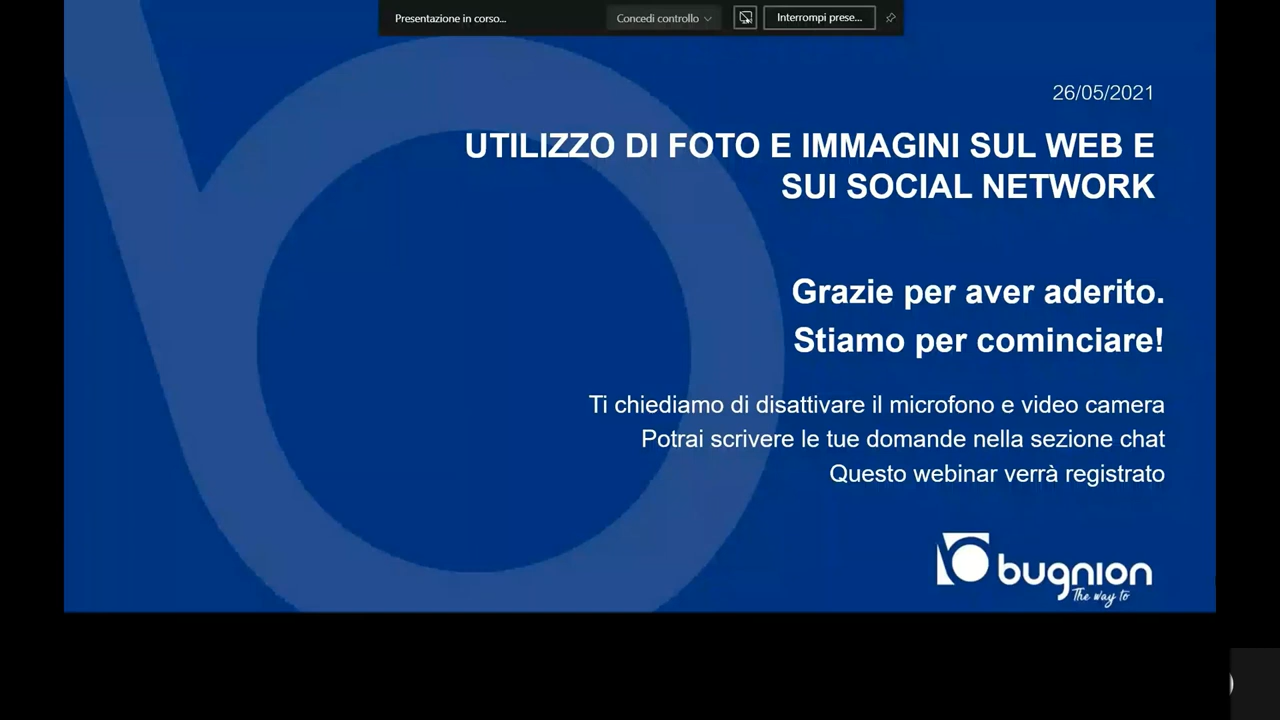 Presentazione in corso...
Concedi controllo
Interrompi prese...
26/05/2021
UTILIZZO DI FOTO E IMMAGINI SUL WEB E
SUI SOCIAL NETWORK
Grazie per aver aderito.
Stiamo per cominciare!
Ti chiediamo di disattivare il microfono e video camera
Potrai scrivere le tue domande nella sezione chat
Questo webinar verrà registrato
bugnion
The way to